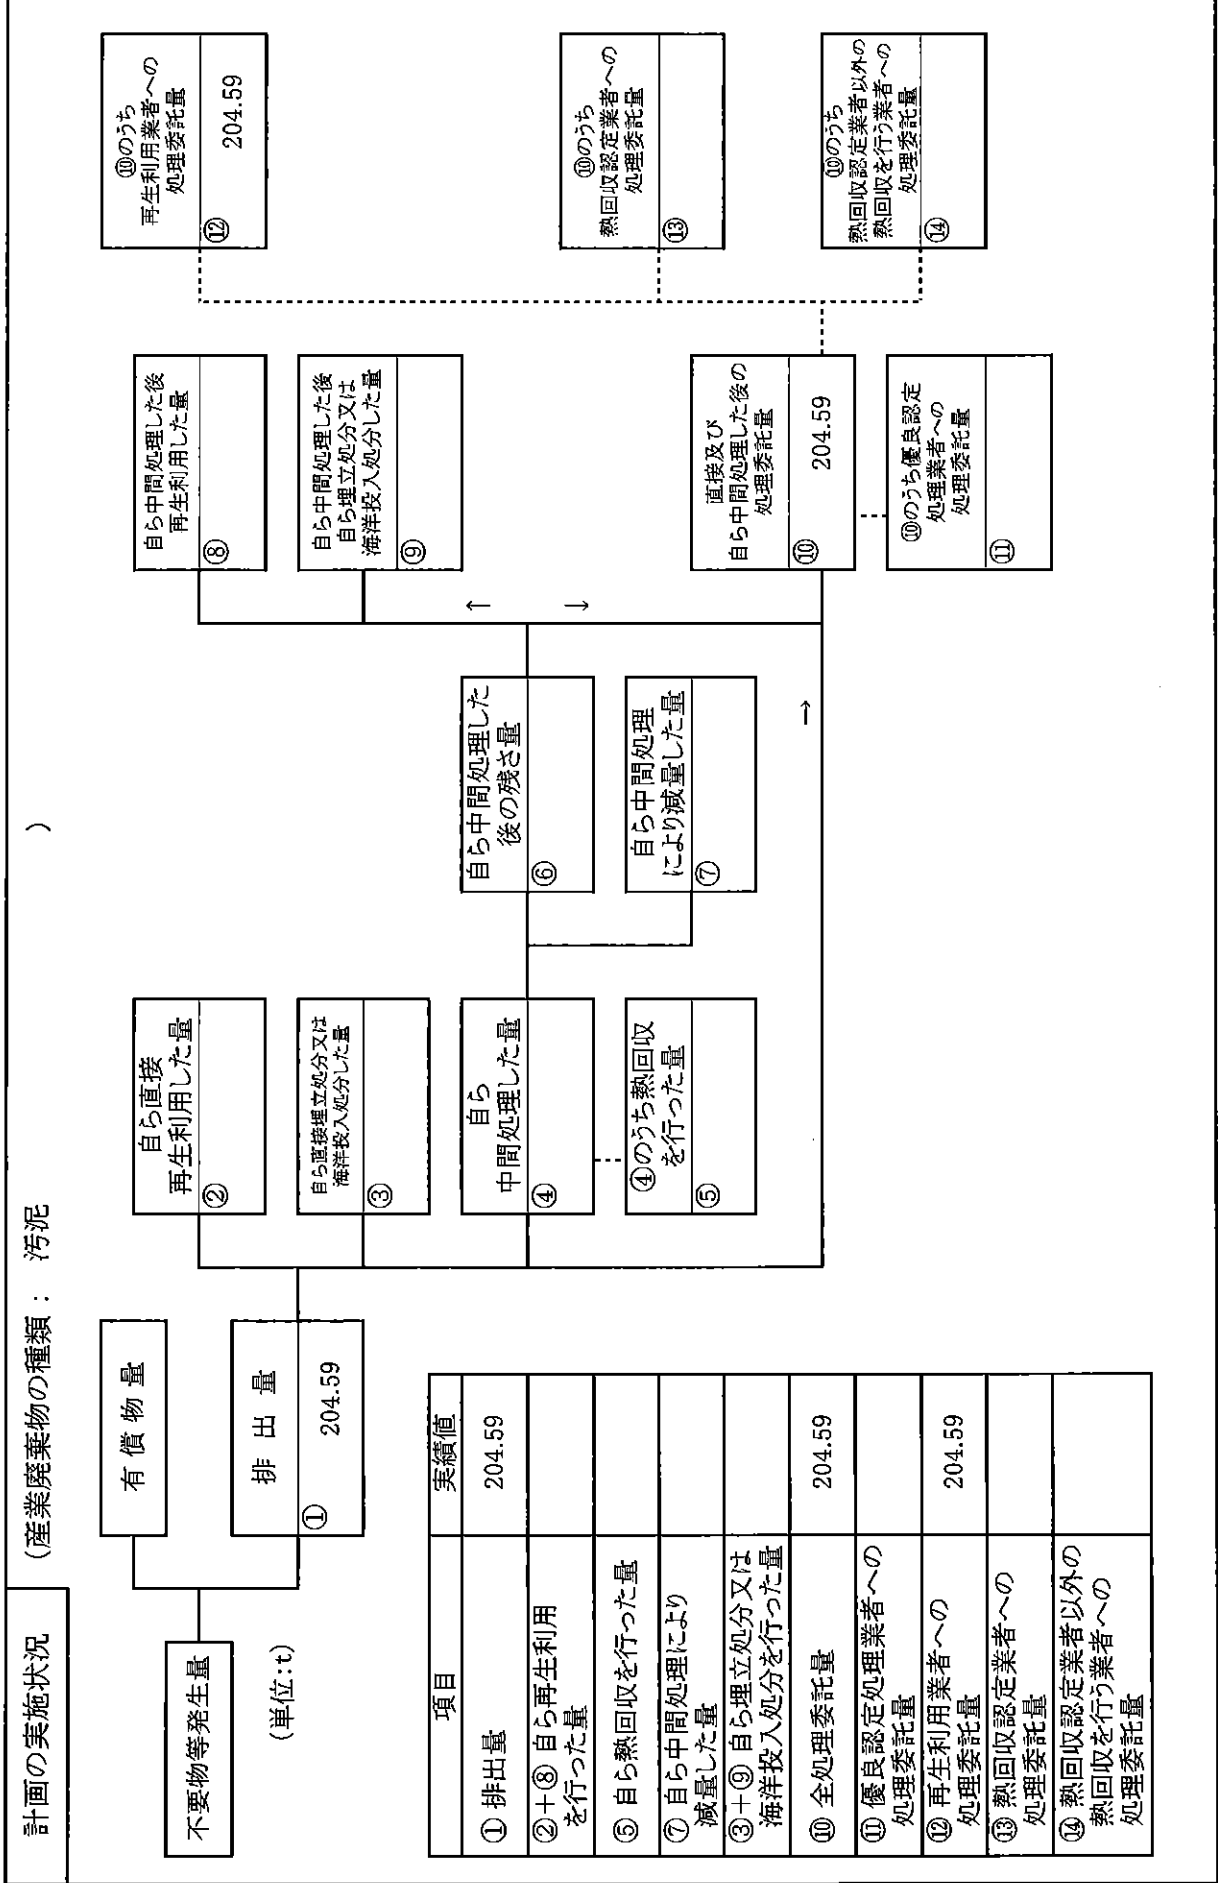 計画の実施状況
(産業廃棄物の種類： 汚泥 )
不要物等発生量
(単位:t)
有償物量
排出量
① 204.59
自ら直接
再生利用した量
②
自ら直接埋立処分又は
海洋投入処分した量
③
自ら
中間処理した量
④
④のうち熱回収
を行った量
⑤
自ら中間処理した
後の残さ量
⑥
自ら中間処理
により減量した量
⑦
自ら中間処理した後
再生利用した量
⑧
自ら中間処理した後
自ら埋立処分又は
海洋投入処分した量
⑨
直接及び
自ら中間処理した後の
処理委託量
⑩ 204.59
⑩のうち優良認定
処理業者への
処理委託量
⑪
⑩のうち
再生利用業者への
処理委託量
⑫ 204.59
⑩のうち
熱回収認定業者への
処理委託量
⑬
⑩のうち
熱回収認定業者以外の
熱回収を行う業者への
処理委託量
⑭
項目 実績値
① 排出量 204.59
②＋⑧ 自ら再生利用
を行った量
⑤ 自ら熱回収を行った量
⑦ 自ら中間処理により
減量した量
③＋⑨ 自ら埋立処分又は
海洋投入処分を行った量
⑩ 全処理委託量 204.59
⑪ 優良認定処理業者への
処理委託量
⑫ 再生利用業者への
処理委託量 204.59
⑬ 熱回収認定業者への
処理委託量
⑭ 熱回収認定業者以外の
熱回収を行う業者への
処理委託量
→
→
←